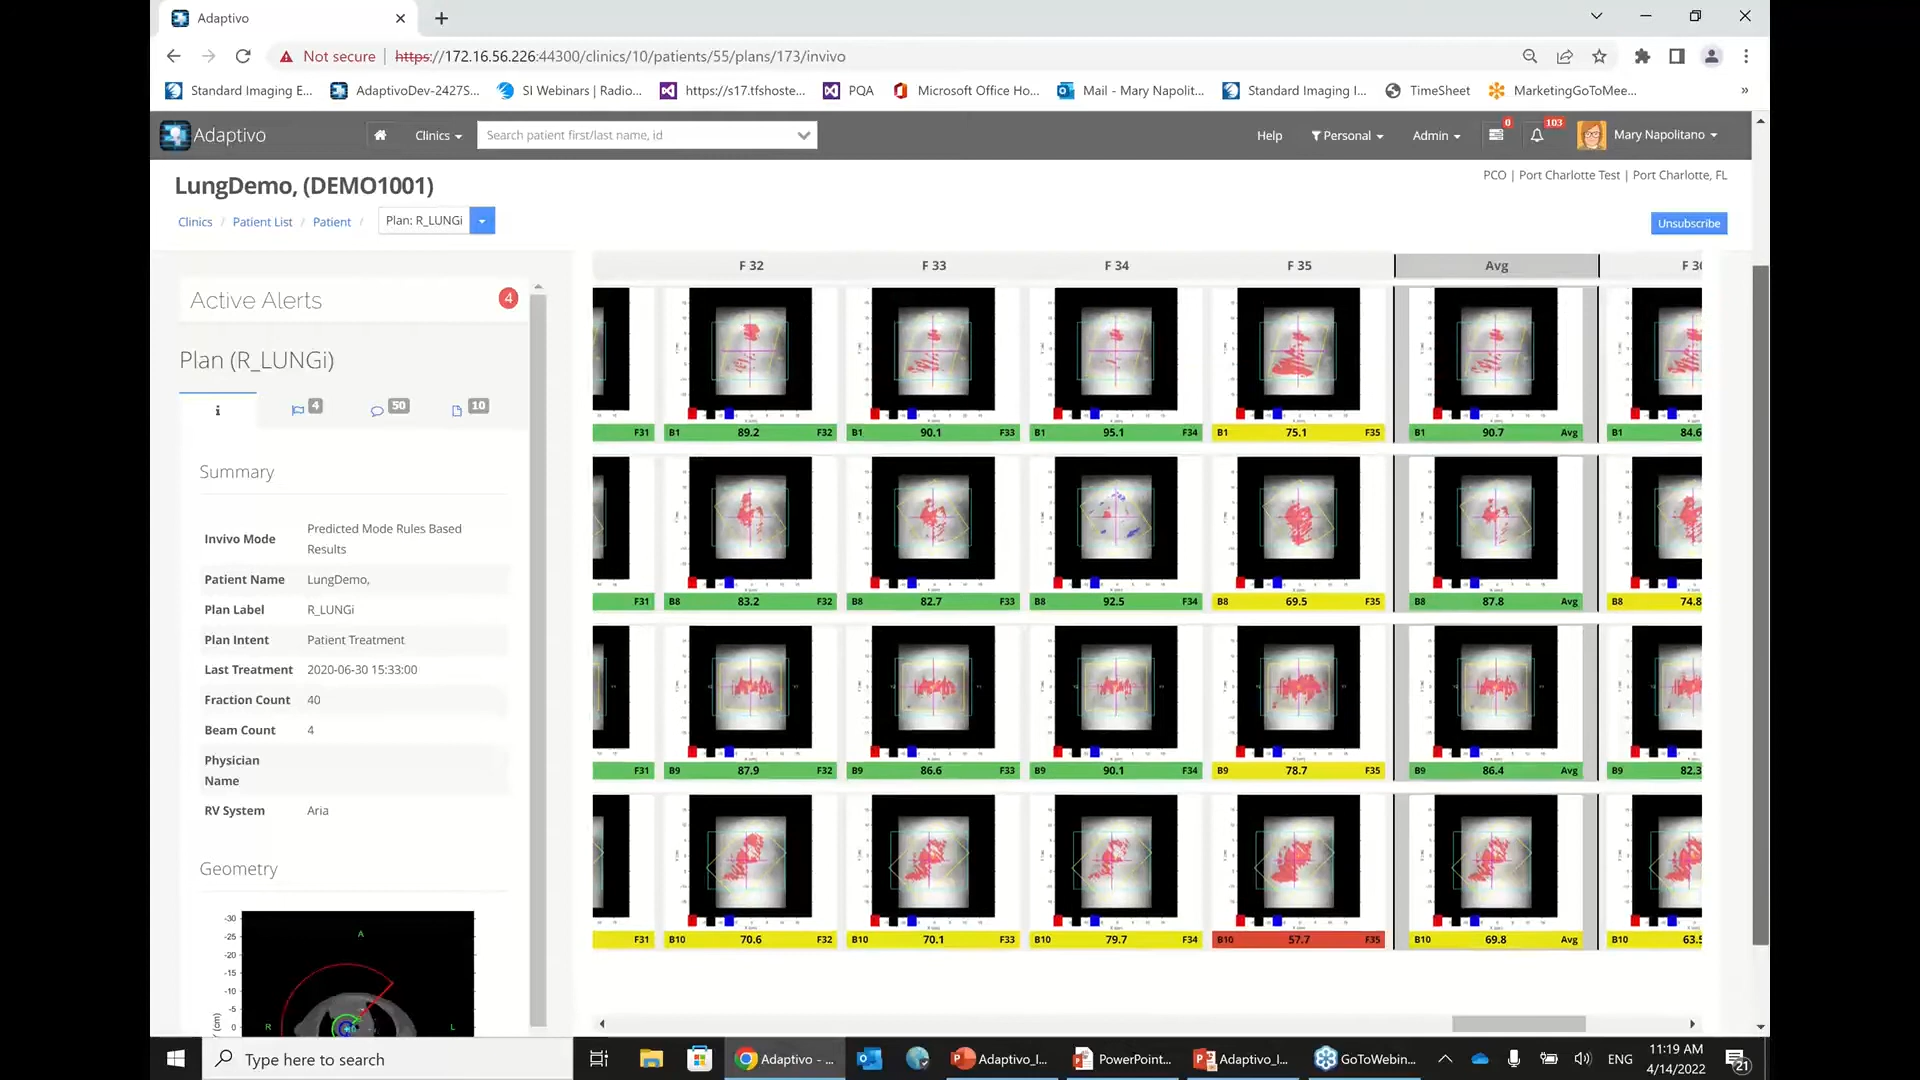 Adaptivo
Not secure | https://172.16.56.226:44300/clinics/10/patients/55/plans/173/invivo
Standard Imaging E... AdaptivoDev-2427S... SI Webinars | Radio... https://s17.tfshoste... PQA Microsoft Office Ho... Mail - Mary Napolit... Standard Imaging I... TimeSheet MarketingGoToMee... »
Adaptivo Clinics Search patient first/last name, id Help Personal Admin 0 103 Mary Napolitano
LungDemo, (DEMO1001)
PCO | Port Charlotte Test | Port Charlotte, FL
Clinics / Patient List / Patient / Plan: R_LUNGi
Unsubscribe
Active Alerts 4
Plan (R_LUNGi)
i 4 50 10
Summary
Invivo Mode Predicted Mode Rules Based
Results
Patient Name LungDemo,
Plan Label R_LUNGi
Plan Intent Patient Treatment
Last Treatment 2020-06-30 15:33:00
Fraction Count 40
Beam Count 4
Physician
Name
RV System Aria
Geometry
-30
-25
-20
-15
-10
-5
0
(cm)
A
R L
F 32 F 33 F 34 F 35 Avg F 36
F31 B1 89.2 F32 B1 90.1 F33 B1 95.1 F34 B1 75.1 F35 B1 90.7 Avg B1 84.6
F31 B8 83.2 F32 B8 82.7 F33 B8 92.5 F34 B8 69.5 F35 B8 87.8 Avg B8 74.8
F31 B9 87.9 F32 B9 86.6 F33 B9 90.1 F34 B9 78.7 F35 B9 86.4 Avg B9 82.3
F31 B10 70.6 F32 B10 70.1 F33 B10 79.7 F34 B10 57.7 F35 B10 69.8 Avg B10 63.5
Type here to search
Adaptivo - ... Adaptivo_I... PowerPoint... Adaptivo_I... GoToWebin... ENG
11:19 AM
4/14/2022
21